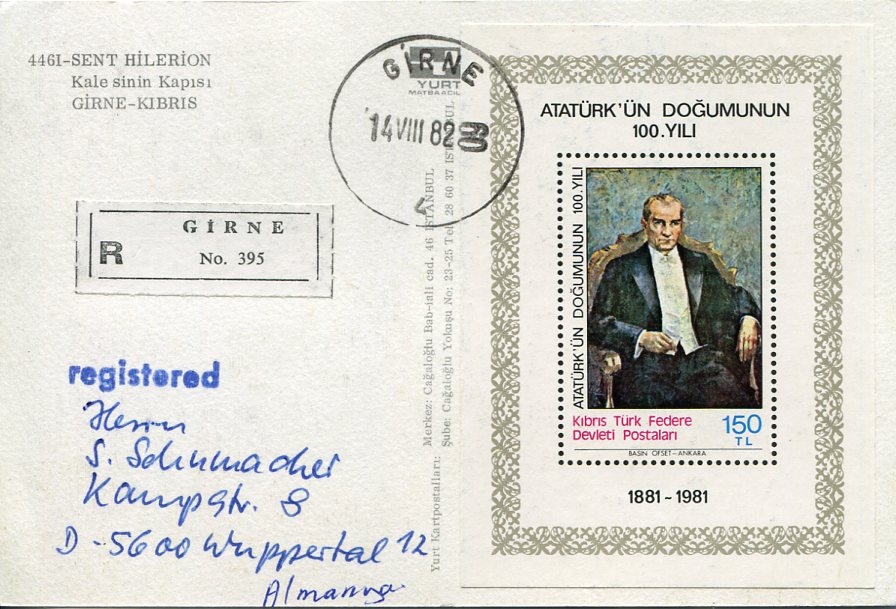 446I-SENT HİLERİON
Kale sinin Kapısı
GİRNE-KIBRIS
GİRNE
YURT
MATBAACIL
14 VIII 82
GİRNE
R
No. 395
registered
Herrn
S. Schumacher
Kampstr. 8
D-5600 Wuppertal 12
Almanya
Yurt Kartpostalları:
Merkez: Cağaloğlu Bab-iali cad. 46 İSTANBUL
Şube: Cağaloğlu Yokuşu No: 23-25 Tel: 28 60 37 İSTANBUL
ATATÜRK'ÜN DOĞUMUNUN
100.YILI
ATATÜRK'ÜN DOĞUMUNUN 100.YILI
Kıbrıs Türk Federe
Devleti Postaları
150
TL
BASIN OFSET-ANKARA
1881-1981